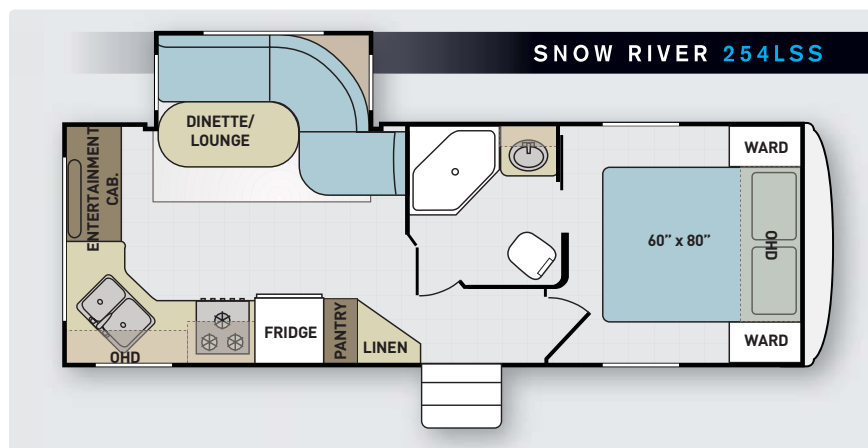 SNOW RIVER 254LSS
DINETTE/
LOUNGE
ENTERTAINMENT
CAB.
WARD
60” x 80”
OHD
FRIDGE
PANTRY
LINEN
OHD
WARD